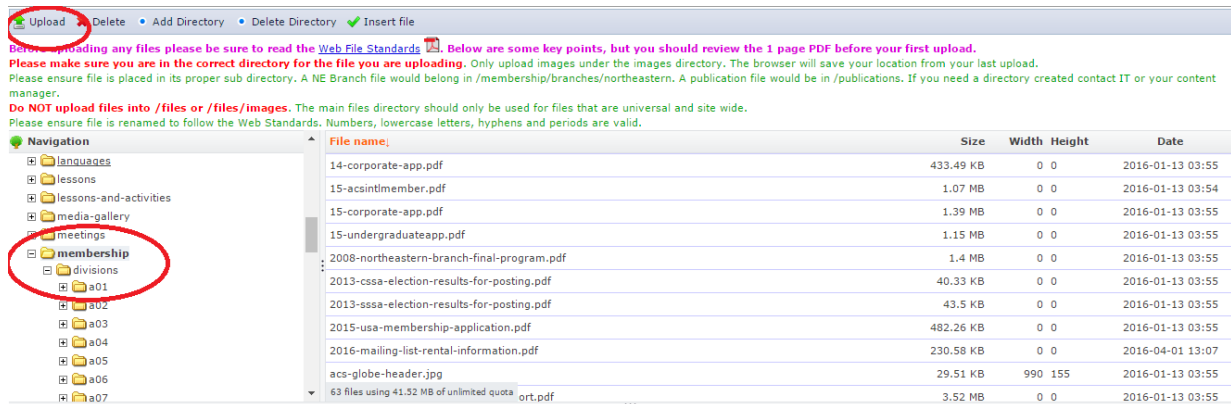 Upload Delete Add Directory Delete Directory Insert file
Before uploading any files please be sure to read the Web File Standards . Below are some key points, but you should review the 1 page PDF before your first upload.
Please make sure you are in the correct directory for the file you are uploading. Only upload images under the images directory. The browser will save your location from your last upload.
Please ensure file is placed in its proper sub directory. A NE Branch file would belong in /membership/branches/northeastern. A publication file would be in /publications. If you need a directory created contact IT or your content
manager.
Do NOT upload files into /files or /files/images. The main files directory should only be used for files that are universal and site wide.
Please ensure file is renamed to follow the Web Standards. Numbers, lowercase letters, hyphens and periods are valid.
Navigation
languages
lessons
lessons-and-activities
media-gallery
meetings
membership
divisions
a01
a02
a03
a04
a05
a06
a07
File name Size Width Height Date
14-corporate-app.pdf 433.49 KB 0 0 2016-01-13 03:55
15-acsintlmember.pdf 1.07 MB 0 0 2016-01-13 03:54
15-corporate-app.pdf 1.39 MB 0 0 2016-01-13 03:55
15-undergraduateapp.pdf 1.15 MB 0 0 2016-01-13 03:55
2008-northeastern-branch-final-program.pdf 1.4 MB 0 0 2016-01-13 03:55
2013-cssa-election-results-for-posting.pdf 40.33 KB 0 0 2016-01-13 03:55
2013-sssa-election-results-for-posting.pdf 43.5 KB 0 0 2016-01-13 03:55
2015-usa-membership-application.pdf 482.26 KB 0 0 2016-01-13 03:55
2016-mailing-list-rental-information.pdf 230.58 KB 0 0 2016-04-01 13:07
acs-globe-header.jpg 29.51 KB 990 155 2016-01-13 03:55
63 files using 41.52 MB of unlimited quota ort.pdf 3.52 MB 0 0 2016-01-13 03:55